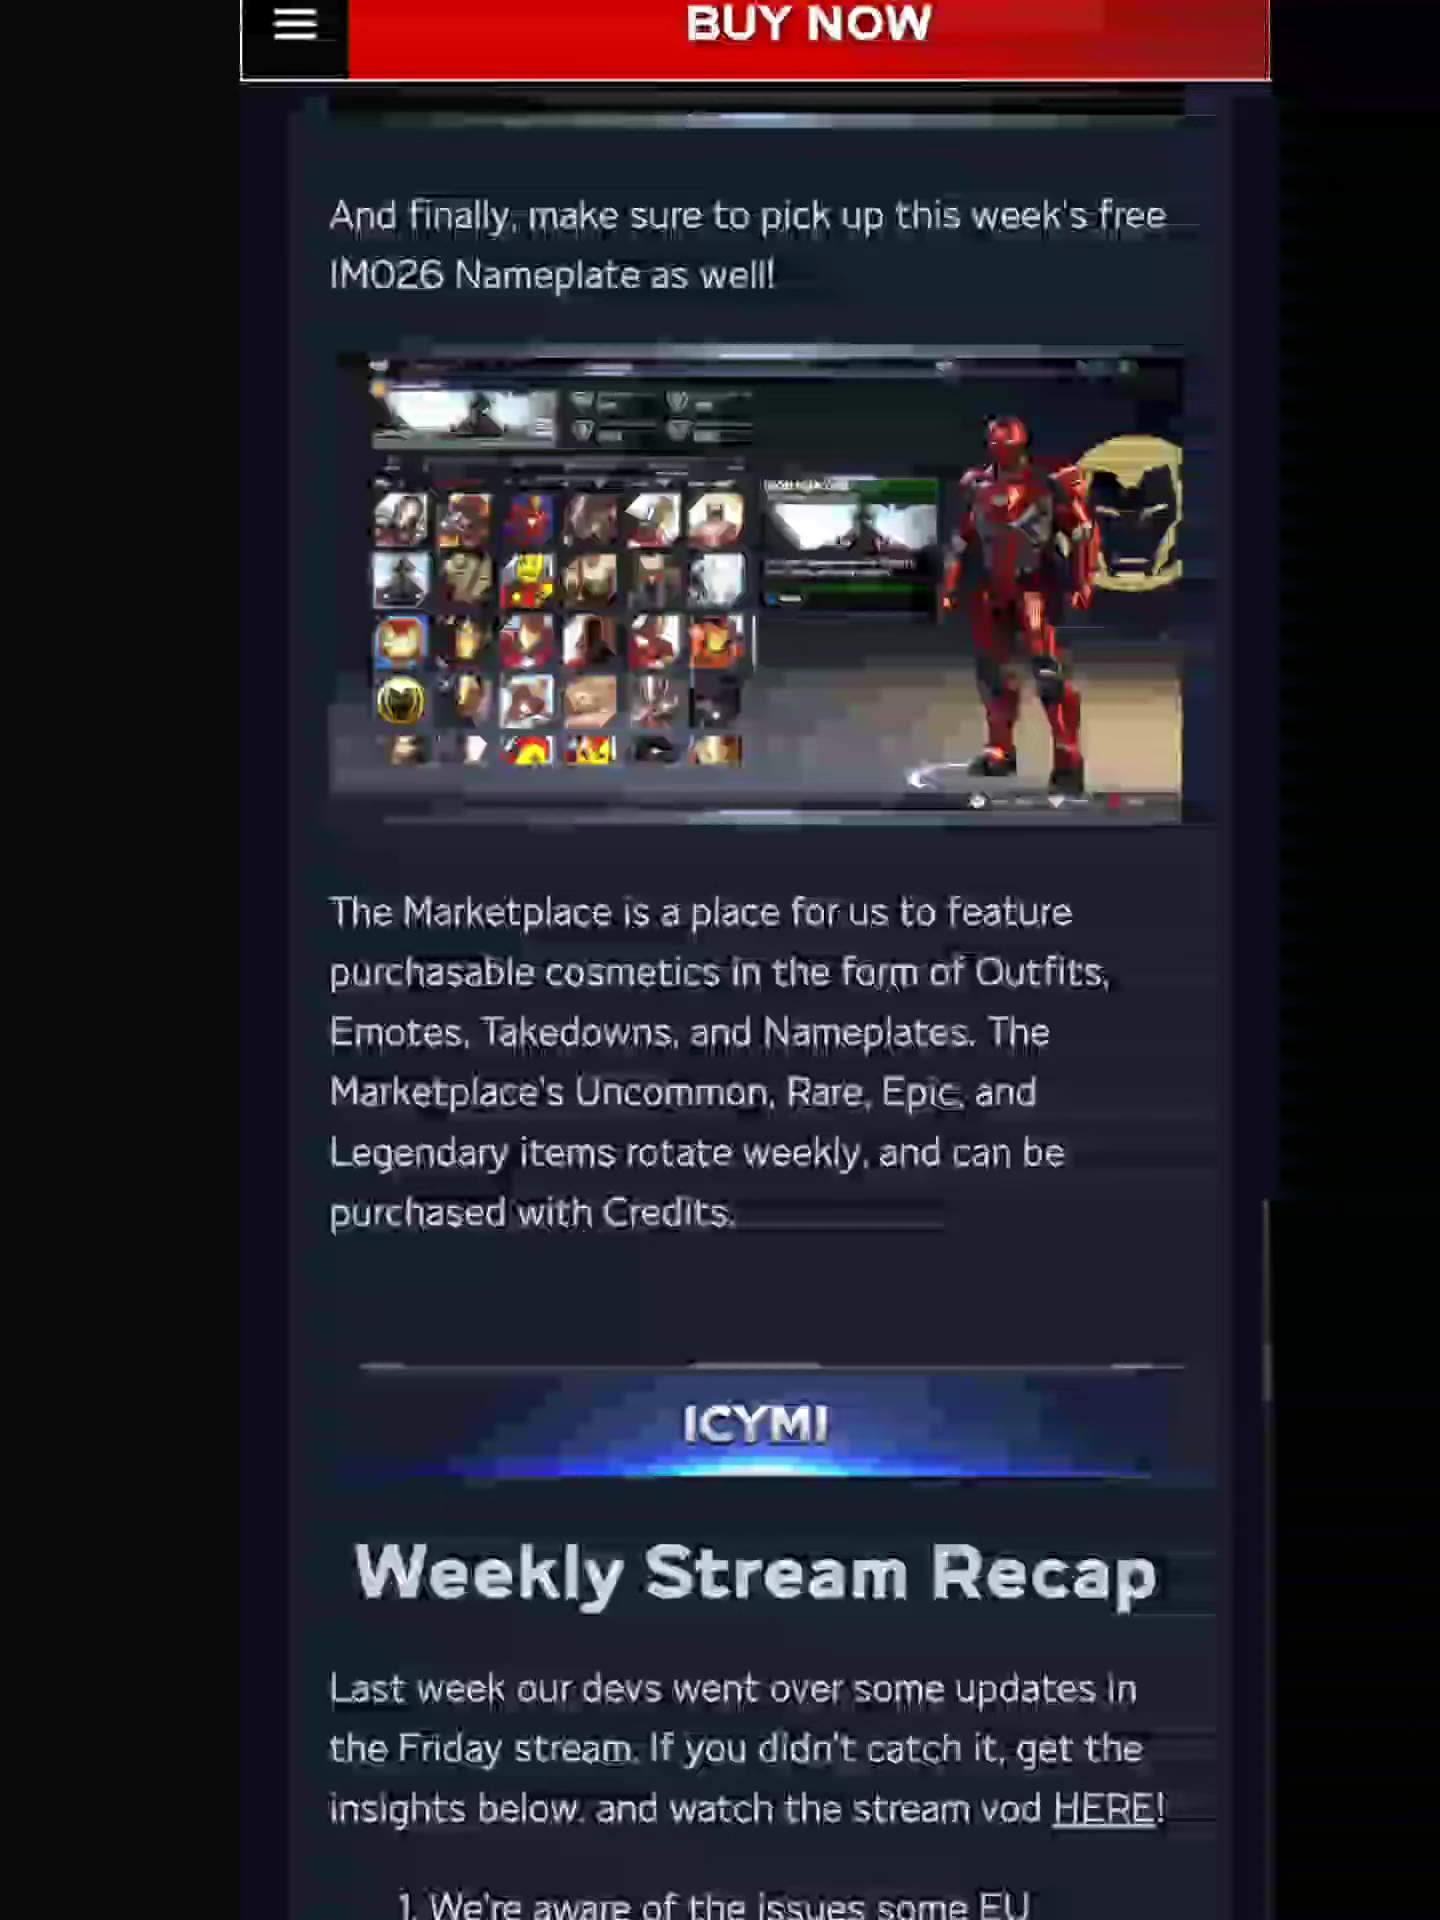 BUY NOW
And finally, make sure to pick up this week's free
IM026 Nameplate as well!
The Marketplace is a place for us to feature
purchasable cosmetics in the form of Outfits,
Emotes, Takedowns, and Nameplates. The
Marketplace's Uncommon, Rare, Epic, and
Legendary items rotate weekly, and can be
purchased with Credits.
ICYMI
Weekly Stream Recap
Last week our devs went over some updates in
the Friday stream. If you didn't catch it, get the
insights below, and watch the stream vod HERE!
1. We're aware of the issues some EU